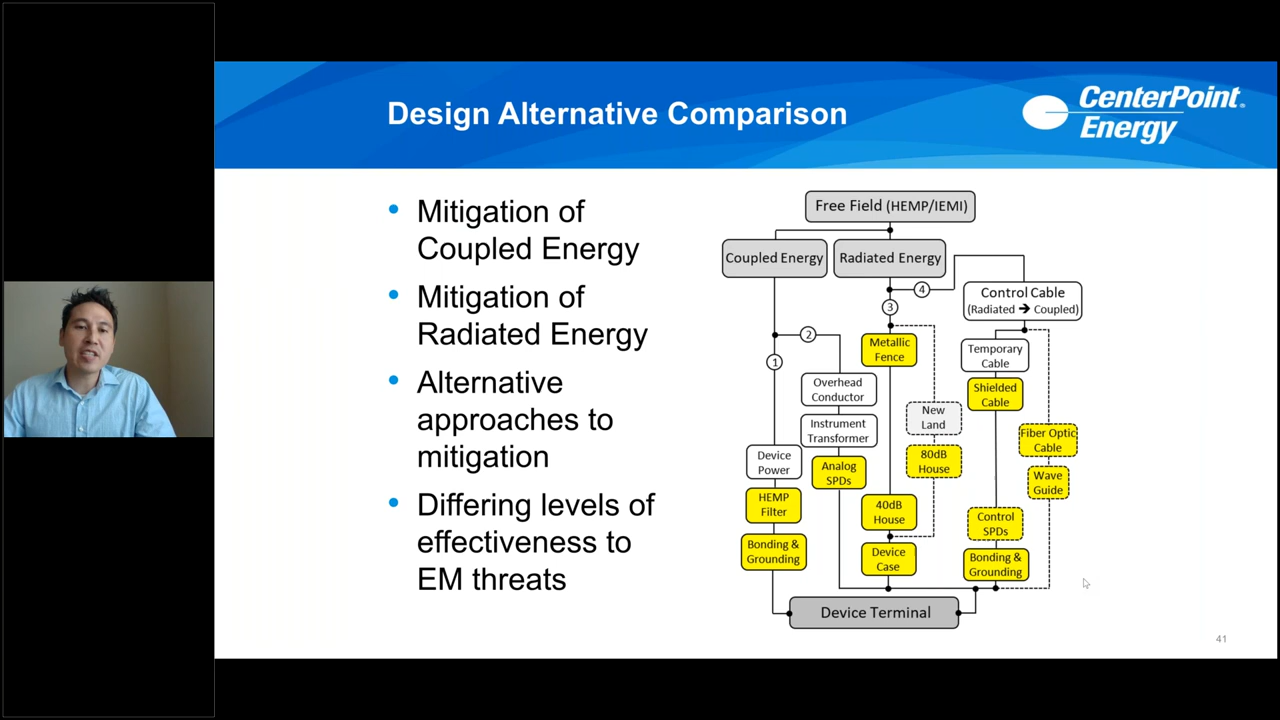 Design Alternative Comparison
CenterPoint®
Energy
• Mitigation of
Coupled Energy
• Mitigation of
Radiated Energy
• Alternative
approaches to
mitigation
• Differing levels of
effectiveness to
EM threats
Free Field (HEMP/IEMI)
Coupled Energy
Radiated Energy
4
Control Cable
(Radiated → Coupled)
3
2
1
Metallic
Fence
Temporary
Cable
Overhead
Conductor
Shielded
Cable
New
Land
Instrument
Transformer
Fiber Optic
Cable
Device
Power
Analog
SPDs
80dB
House
Wave
Guide
HEMP
Filter
40dB
House
Control
SPDs
Bonding &
Grounding
Device
Case
Bonding &
Grounding
Device Terminal
41